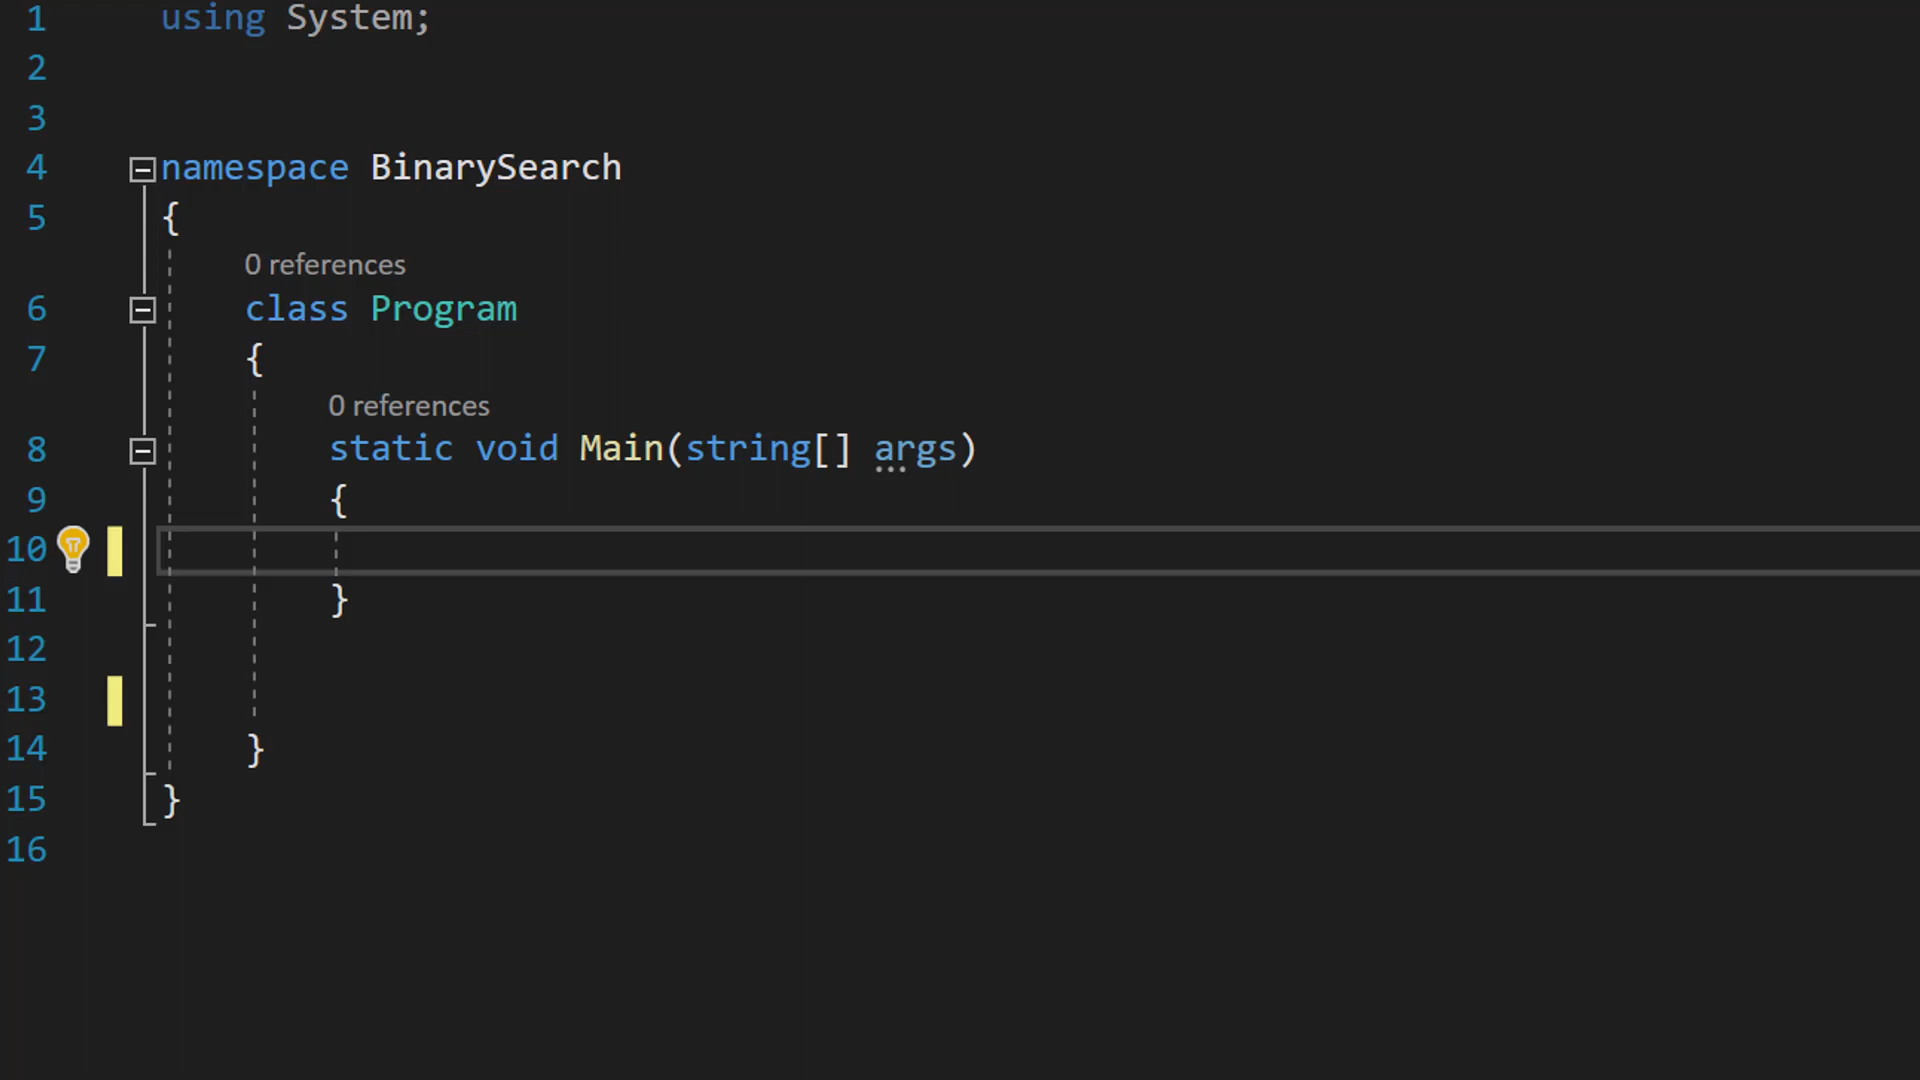 1 using System;
2
3
4 namespace BinarySearch
5 {
0 references
6 class Program
7 {
0 references
8 static void Main(string[] args)
9 {
10
11 }
12
13
14 }
15 }
16